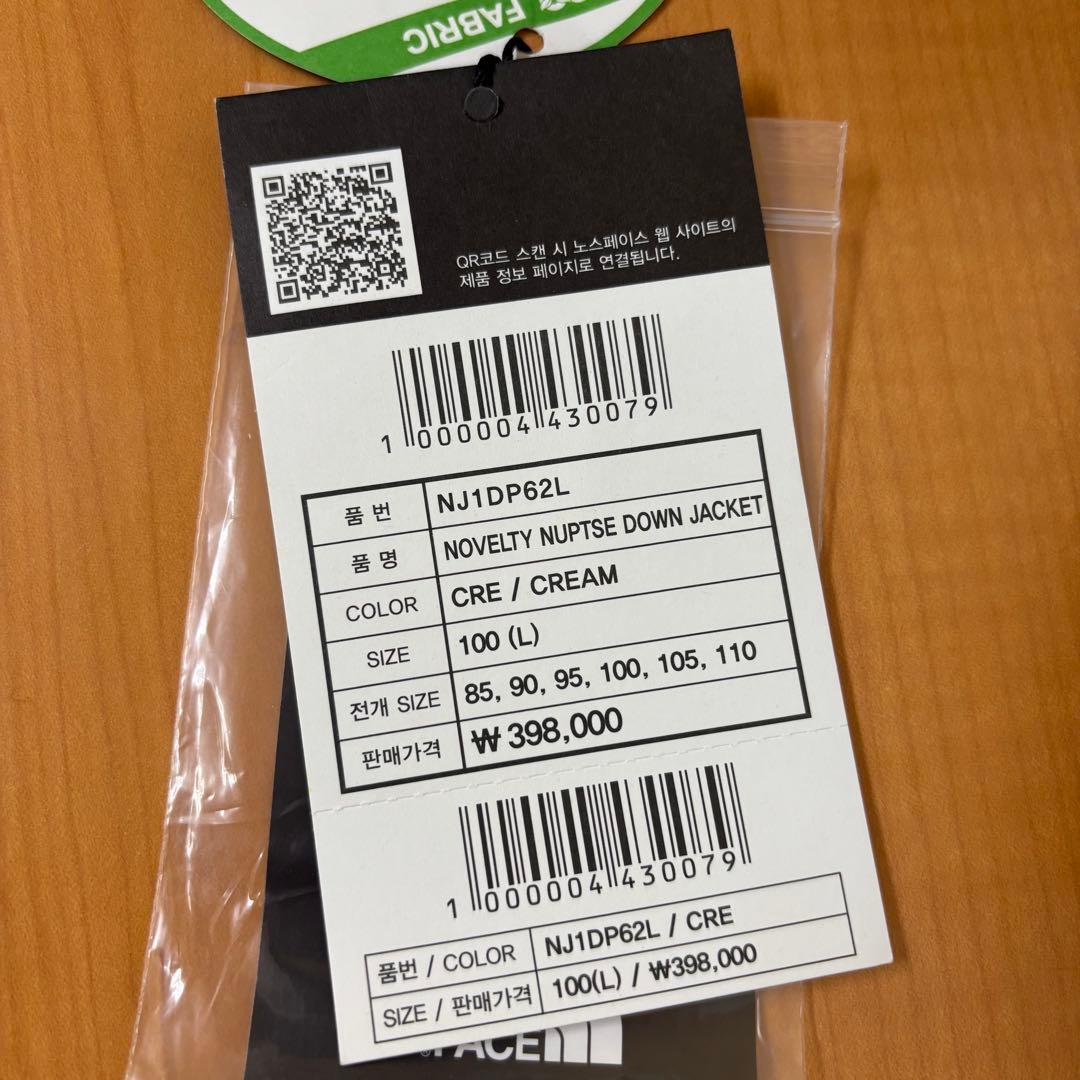 FABRIC
QR코드 스캔 시 노스페이스 웹 사이트의
제품 정보 페이지로 연결됩니다.
1 000004 430079
품 번 NJ1DP62L
품 명 NOVELTY NUPTSE DOWN JACKET
COLOR CRE / CREAM
SIZE 100 (L)
전개 SIZE 85, 90, 95, 100, 105, 110
판매가격 ₩ 398,000
1 000004 430079
품번 / COLOR NJ1DP62L / CRE
SIZE / 판매가격 100(L) / ₩398,000
FACE